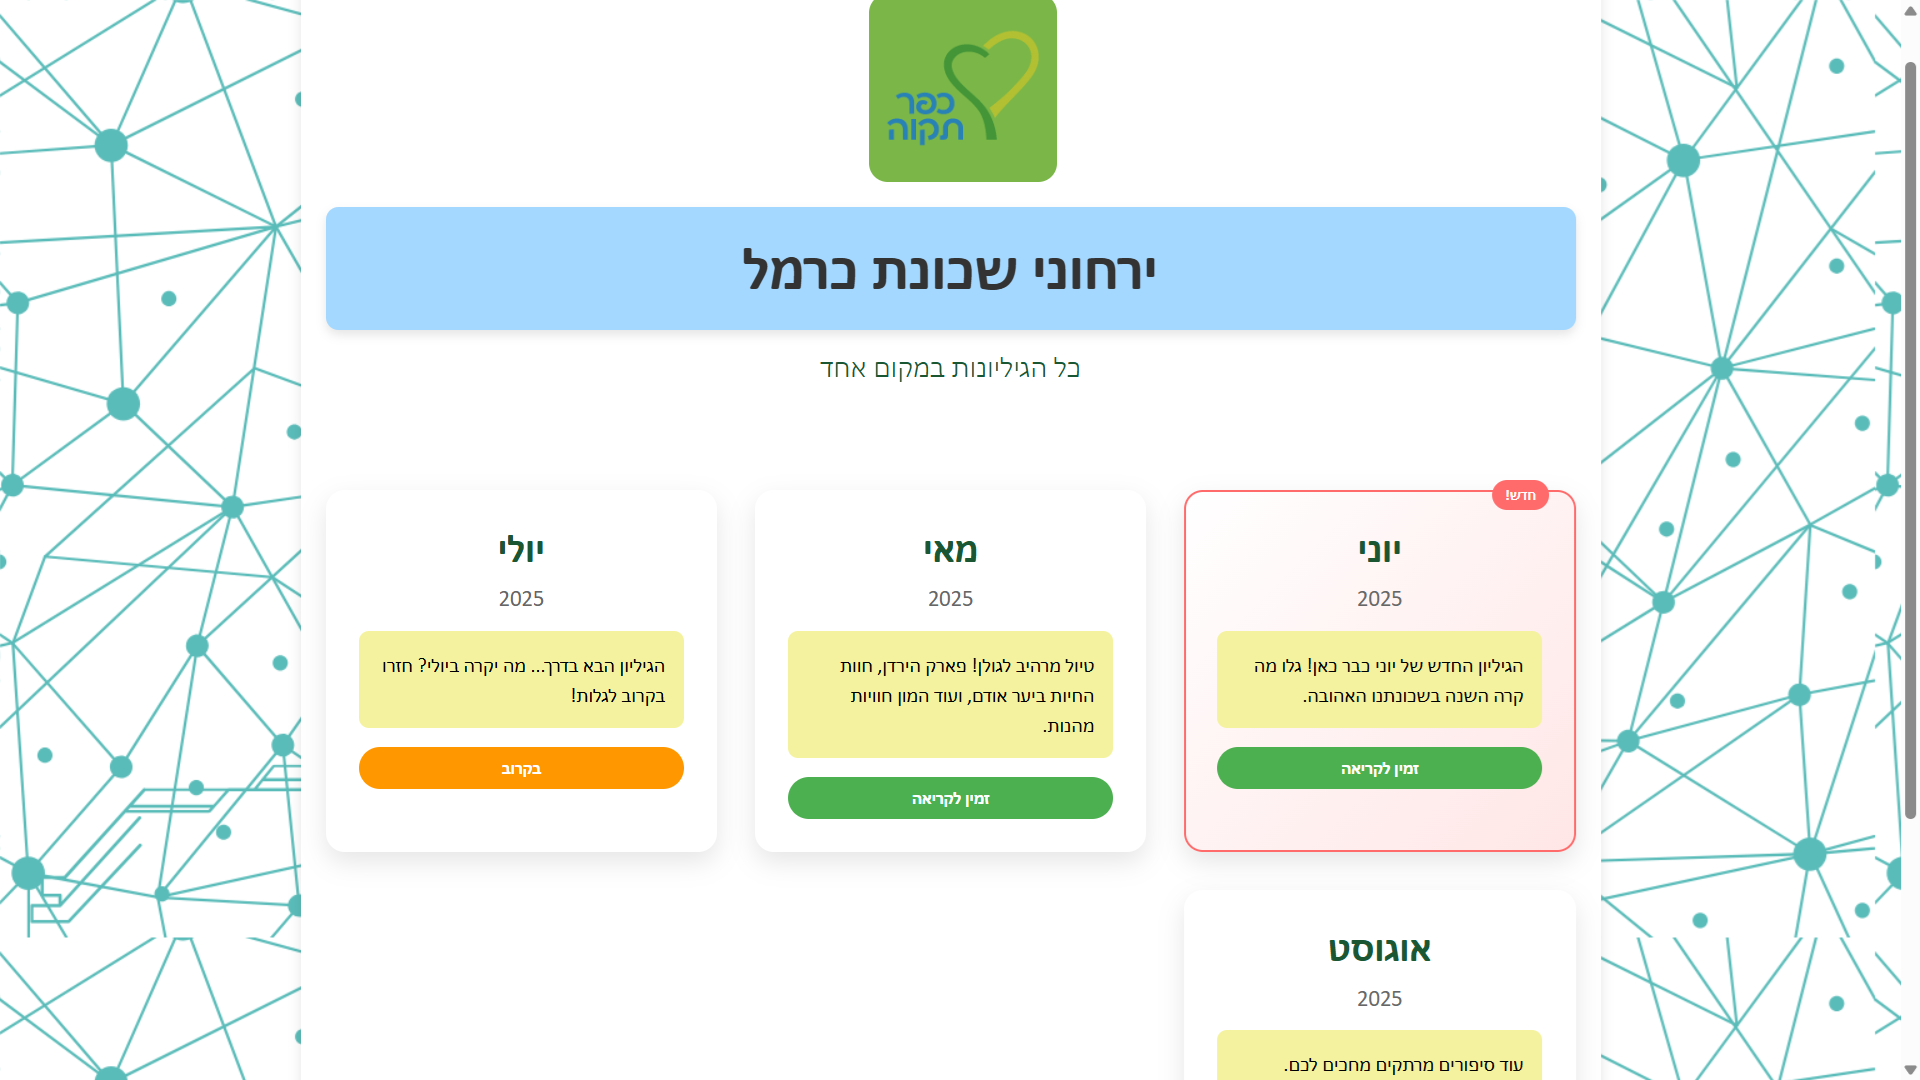 כפר
תקווה
ירחוני שכונת כרמל
כל הגיליונות במקום אחד
חדש!
יוני
2025
הגיליון החדש של יוני כבר כאן! גלו מה
קרה השנה בשכונתנו האהובה.
זמין לקריאה
מאי
2025
טיול מרהיב לגולן! פארק הירדן, חוות
החיות ביער אודם, ועוד המון חוויות
מהנות.
זמין לקריאה
יולי
2025
הגיליון הבא בדרך... מה יקרה ביולי? חזרו
בקרוב לגלות!
בקרוב
אוגוסט
2025
עוד סיפורים מרתקים מחכים לכם.